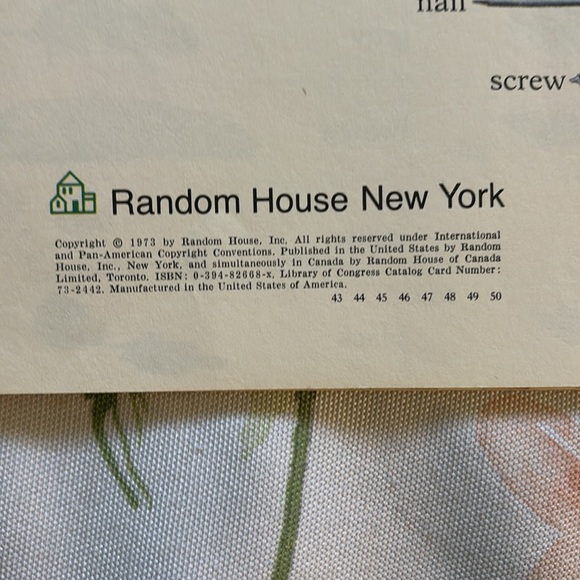 nail
screw
Random House New York
Copyright © 1973 by Random House, Inc. All rights reserved under International
and Pan-American Copyright Conventions. Published in the United States by Random
House, Inc., New York, and simultaneously in Canada by Random House of Canada
Limited, Toronto. ISBN: 0-394-82668-x. Library of Congress Catalog Card Number:
73-2442. Manufactured in the United States of America.
43 44 45 46 47 48 49 50